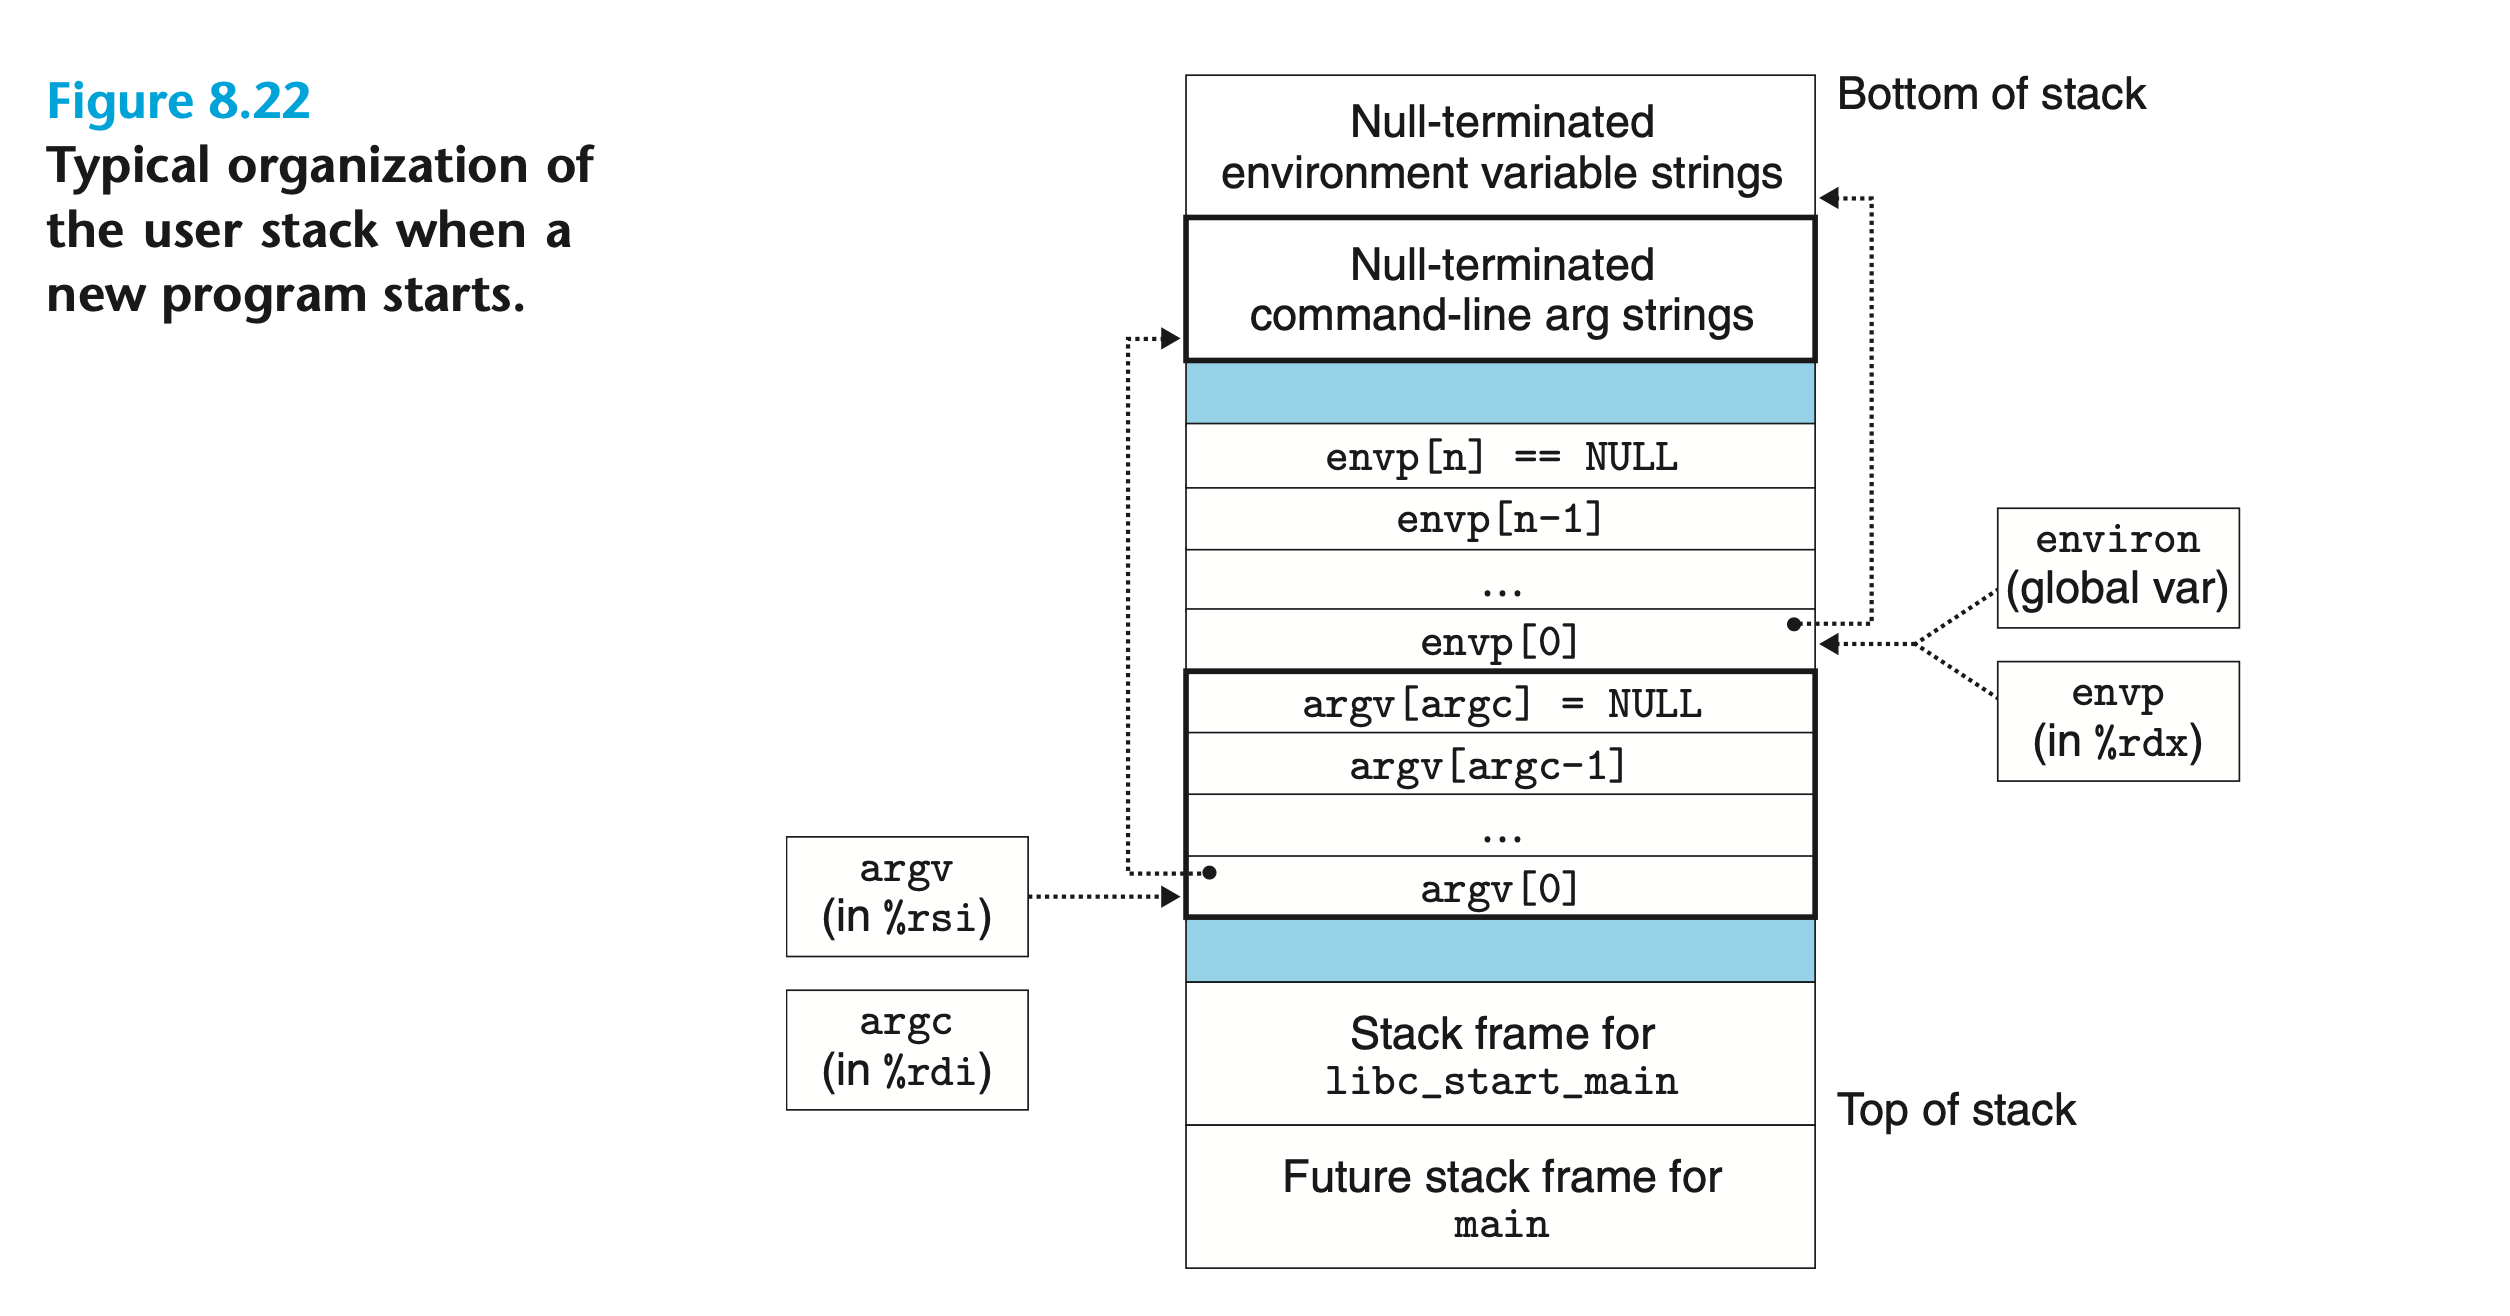 Figure 8.22
Typical organization of
the user stack when a
new program starts.
Bottom of stack
Null-terminated
environment variable strings
Null-terminated
command-line arg strings
envp[n] == NULL
envp[n-1]
...
envp[0]
environ
(global var)
envp
(in %rdx)
argv[argc] = NULL
argv[argc-1]
...
argv[0]
argv
(in %rsi)
argc
(in %rdi)
Stack frame for
libc_start_main
Top of stack
Future stack frame for
main